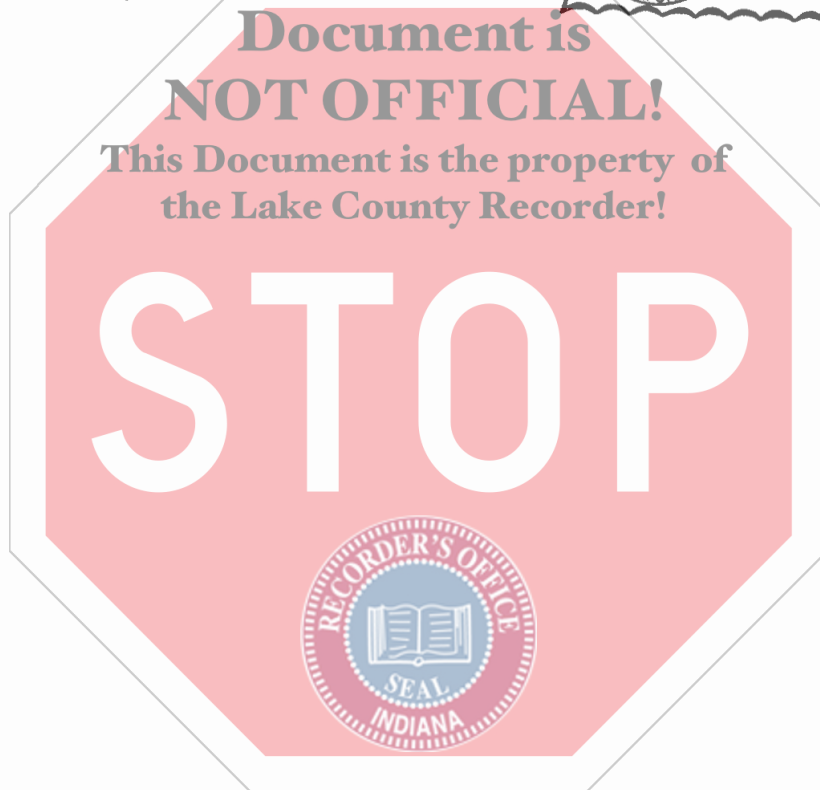 Document is
NOT OFFICIAL!
This Document is the property of
the Lake County Recorder!
STOP
RECORDER'S OFFICE
SEAL
INDIANA